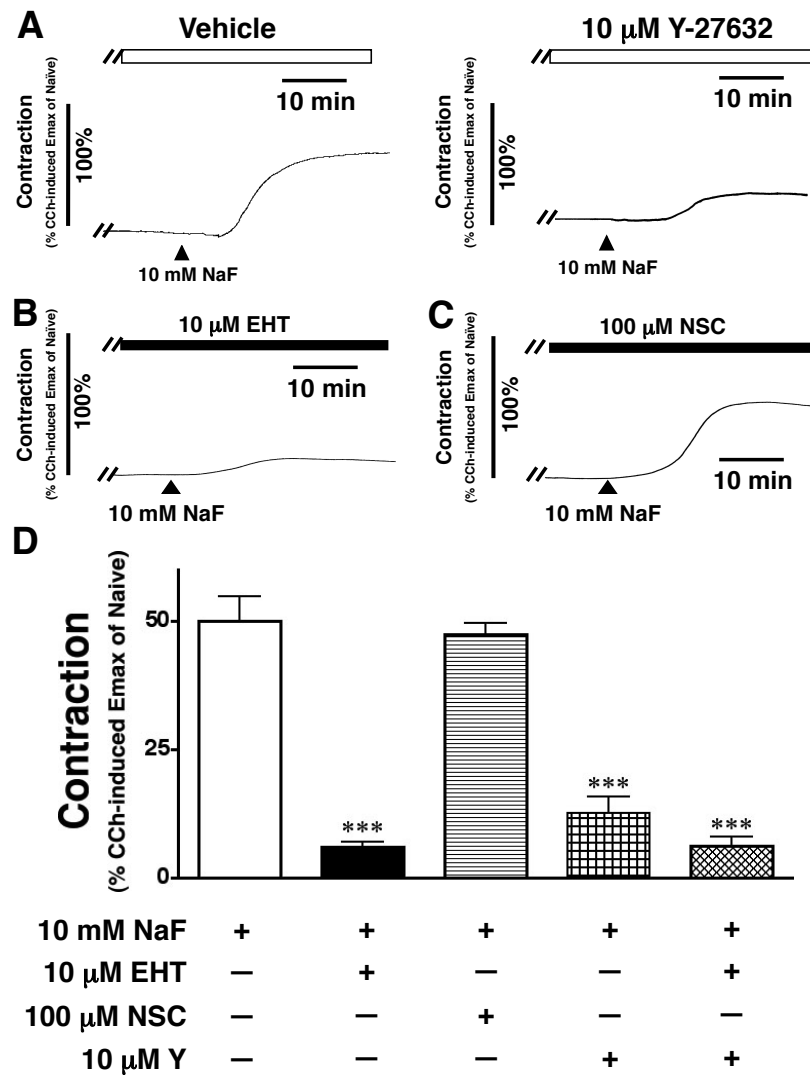 A
Vehicle
10 μM Y-27632
Contraction
(% CCh-induced Emax of Naïve)
100%
10 min
10 mM NaF
Contraction
(% CCh-induced Emax of Naïve)
100%
10 min
10 mM NaF
B
10 μM EHT
Contraction
(% CCh-induced Emax of Naïve)
100%
10 min
10 mM NaF
C
100 μM NSC
Contraction
(% CCh-induced Emax of Naïve)
100%
10 min
10 mM NaF
D
Contraction
(% CCh-induced Emax of Naive)
50
25
0
***
***
***
10 mM NaF + + + + +
10 μM EHT — + — — +
100 μM NSC — — + — —
10 μM Y — — — + +